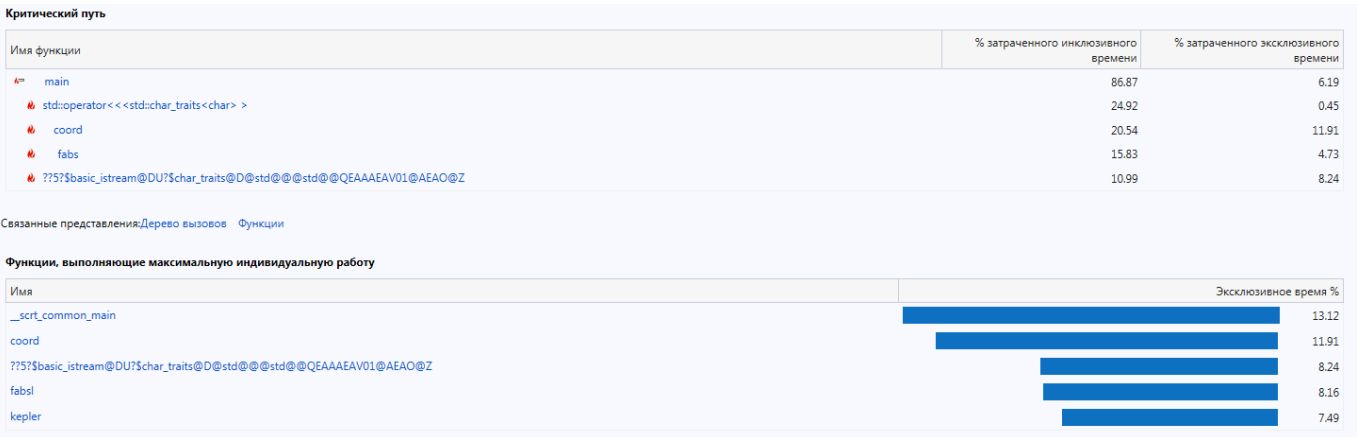 Критический путь
Имя функции % затраченного инклюзивного времени % затраченного эксклюзивного времени
main 86.87 6.19
std::operator<<<std::char_traits<char> > 24.92 0.45
coord 20.54 11.91
fabs 15.83 4.73
??5?$basic_istream@DU?$char_traits@D@std@@@std@@QEAAAEAV01@AEAO@Z 10.99 8.24
Связанные представления:Дерево вызовов Функции
Функции, выполняющие максимальную индивидуальную работу
Имя Эксклюзивное время %
__scrt_common_main 13.12
coord 11.91
??5?$basic_istream@DU?$char_traits@D@std@@@std@@QEAAAEAV01@AEAO@Z 8.24
fabsl 8.16
kepler 7.49